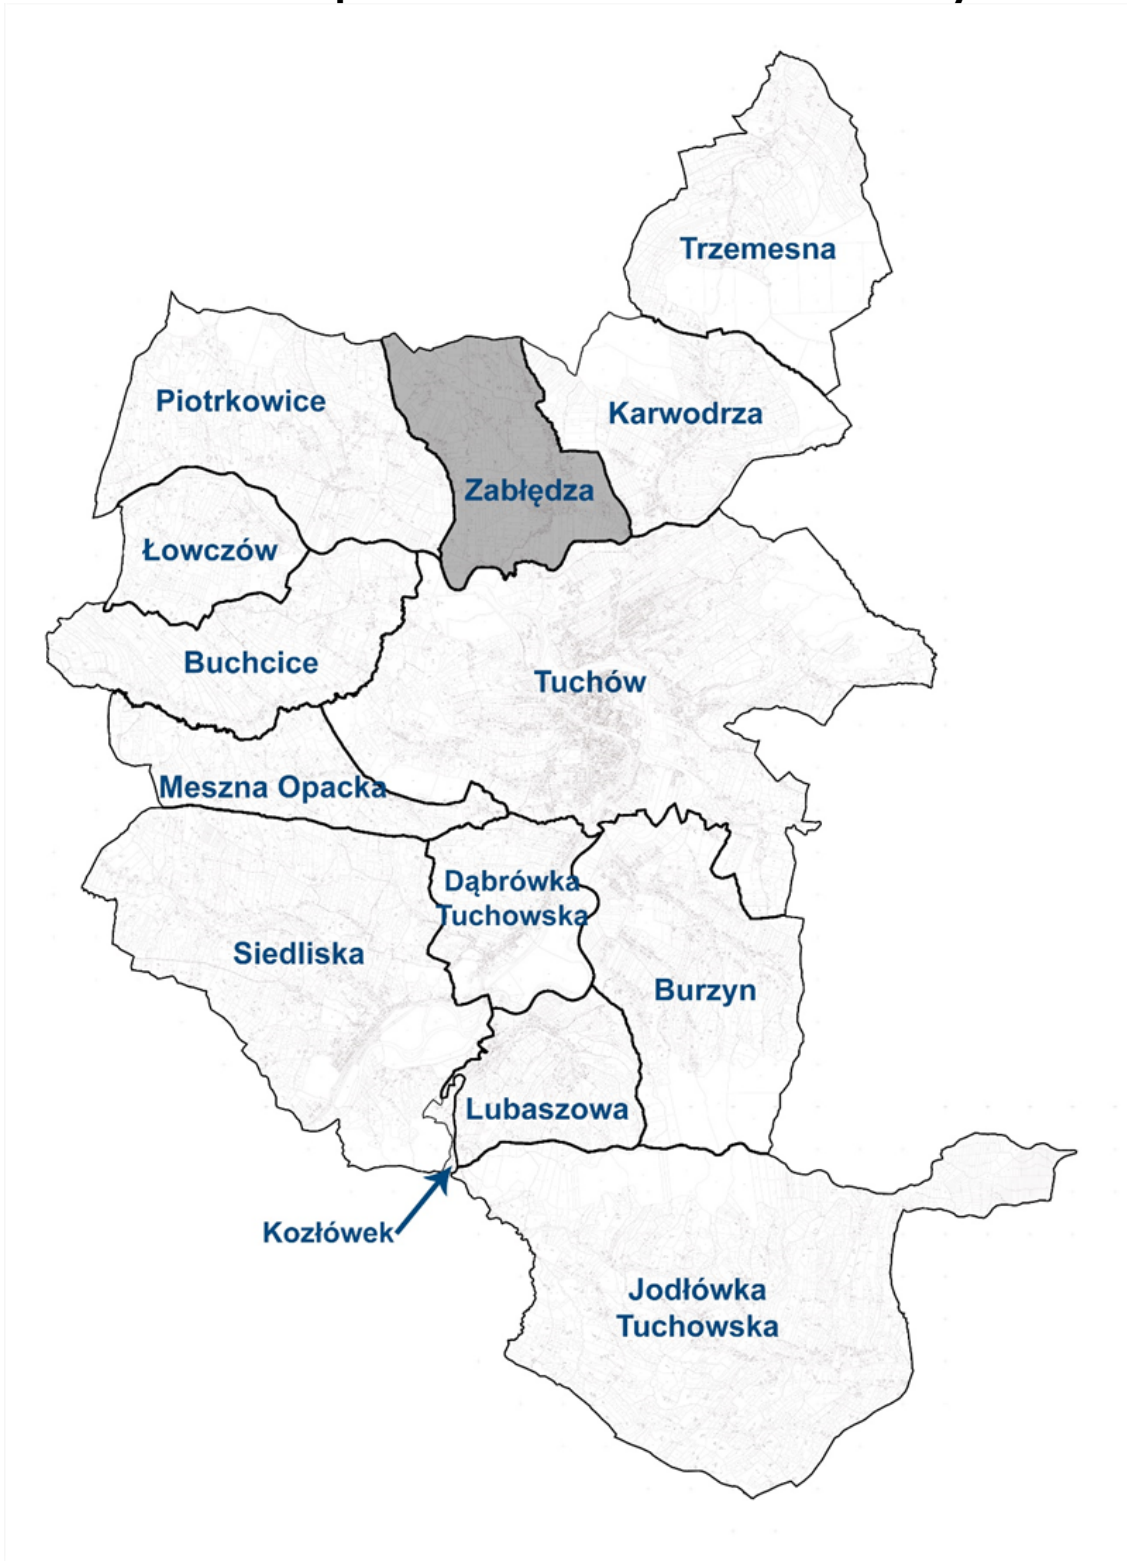 Trzemesna
Piotrkowice
Karwodrza
Zabłędza
Łowczów
Buchcice
Tuchów
Meszna Opacka
Dąbrówka
Tuchowska
Siedliska
Burzyn
Lubaszowa
Kozłówek
Jodłówka
Tuchowska